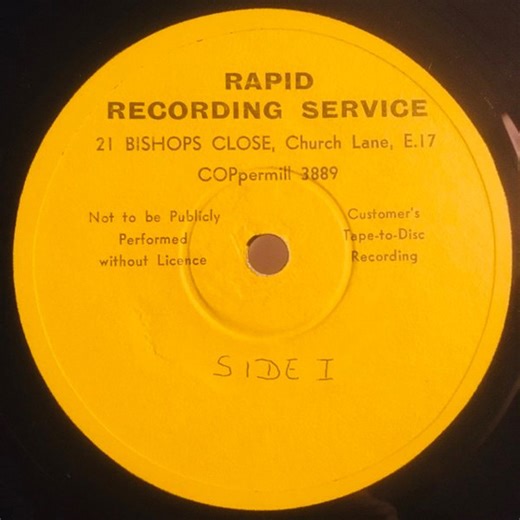 RAPID
RECORDING SERVICE
21 BISHOPS CLOSE, Church Lane, E.17
COPpermill 3889
Not to be Publicly
Performed
without Licence
Customer's
Tape-to-Disc
Recording
SIDE I